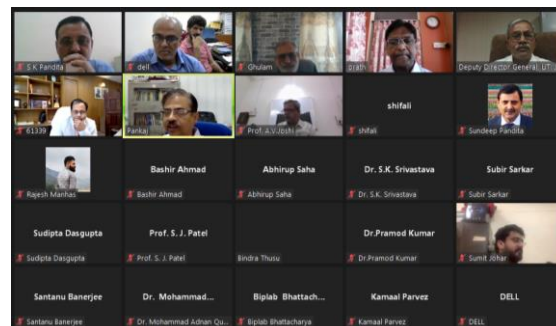 S.K Pandita
dell
Ghulam
prath
Deputy Director General, UT
61339
Pankaj
Prof. A.V.Joshi
shifali
shifali
Sundeep Pandita
Rajesh Manhas
Bashir Ahmad
Bashir Ahmad
Abhirup Saha
Abhirup Saha
Dr. S.K. Srivastava
Dr. S.K. Srivastava
Subir Sarkar
Subir Sarkar
Sudipta Dasgupta
Sudipta Dasgupta
Prof. S. J. Patel
Prof. S. J. Patel
Bindra Thusu
Dr.Pramod Kumar
Dr.Pramod Kumar
Sumit Johar
Santanu Banerjee
Santanu Banerjee
Dr. Mohammad...
Dr. Mohammad Adnan Qu...
Biplab Bhattach...
Biplab Bhattacharya
Kamaal Parvez
Kamaal Parvez
DELL
DELL